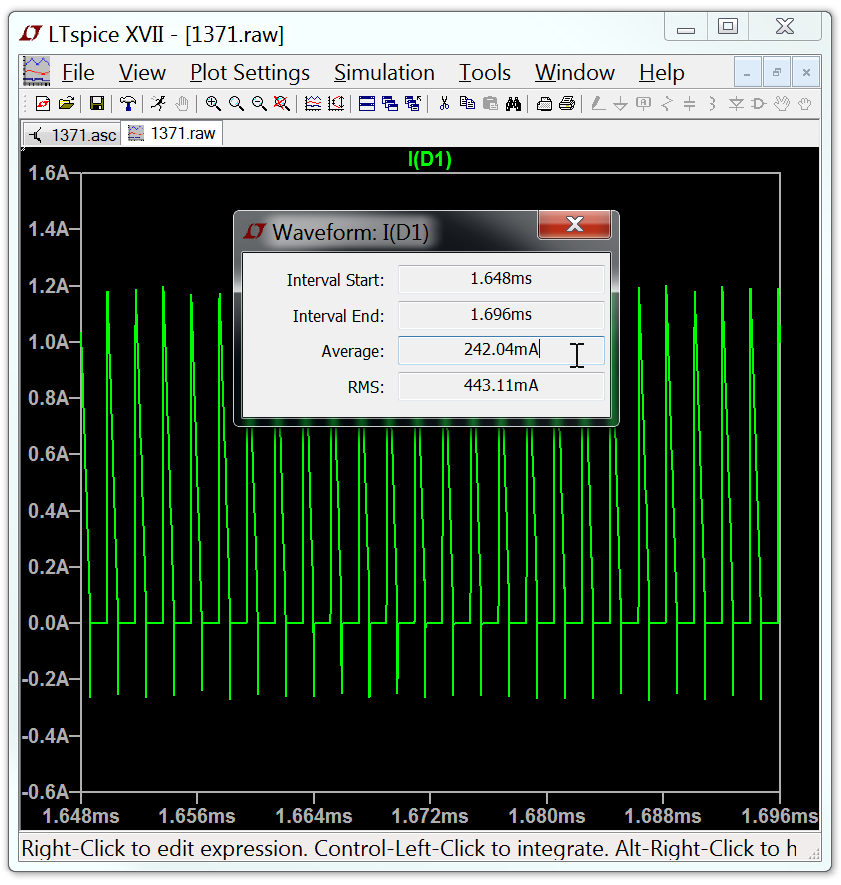 LTspice XVII - [1371.raw]
File View Plot Settings Simulation Tools Window Help
1371.asc 1371.raw
I(D1)
1.6A
1.4A
1.2A
1.0A
0.8A
0.6A
0.4A
0.2A
0.0A
-0.2A
-0.4A
-0.6A
Waveform: I(D1)
Interval Start: 1.648ms
Interval End: 1.696ms
Average: 242.04mA
RMS: 443.11mA
1.648ms 1.656ms 1.664ms 1.672ms 1.680ms 1.688ms 1.696ms
Right-Click to edit expression. Control-Left-Click to integrate. Alt-Right-Click to h